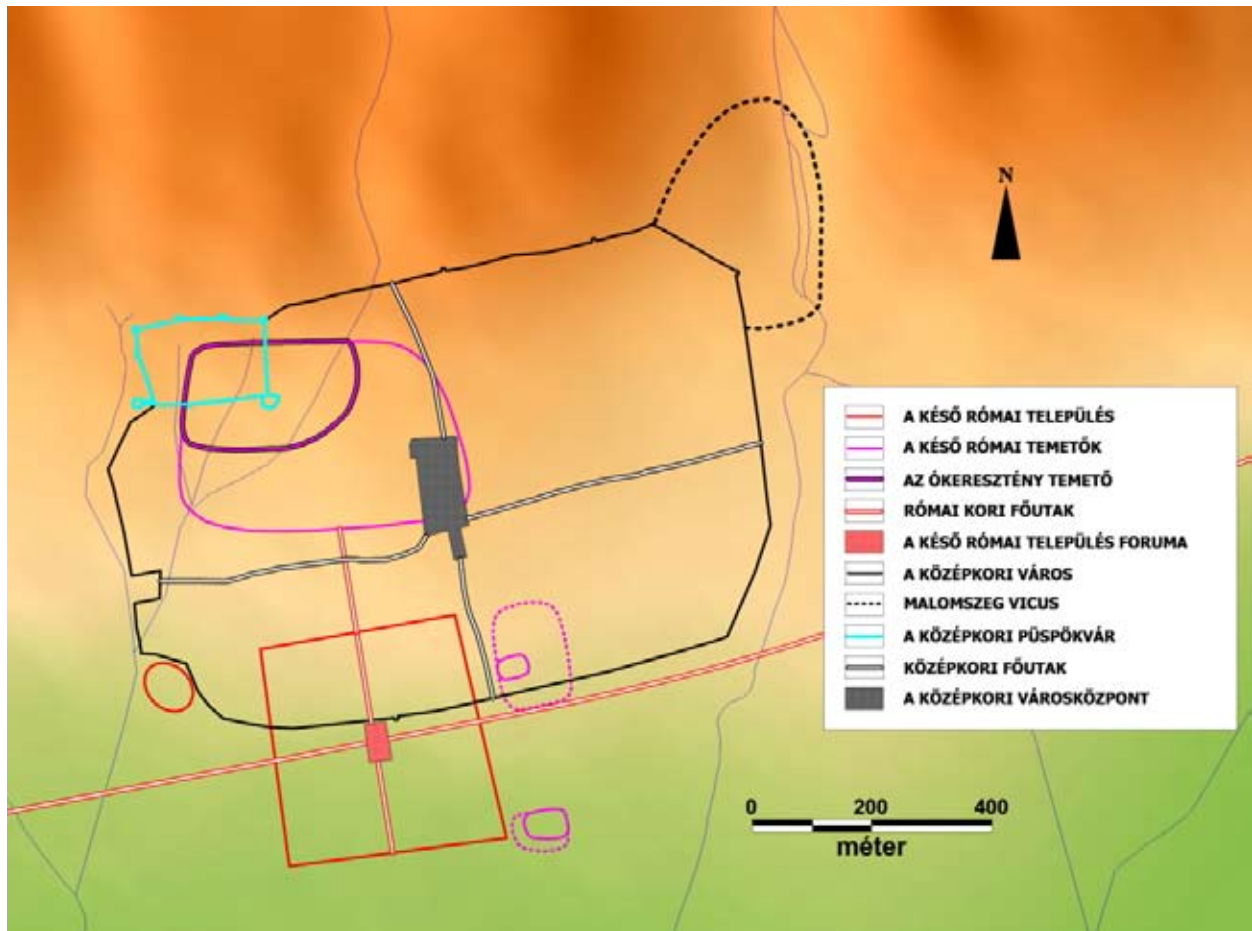 N
A KÉSŐ RÓMAI TELEPÜLÉS
A KÉSŐ RÓMAI TEMETŐK
AZ ÓKERESZTÉNY TEMETŐ
RÓMAI KORI FŐUTAK
A KÉSŐ RÓMAI TELEPÜLÉS FORUMA
A KÖZÉPKORI VÁROS
MALOMSZEG VICUS
A KÖZÉPKORI PÜSPÖKVÁR
KÖZÉPKORI FŐUTAK
A KÖZÉPKORI VÁROSKÖZPONT
0 200 400
méter